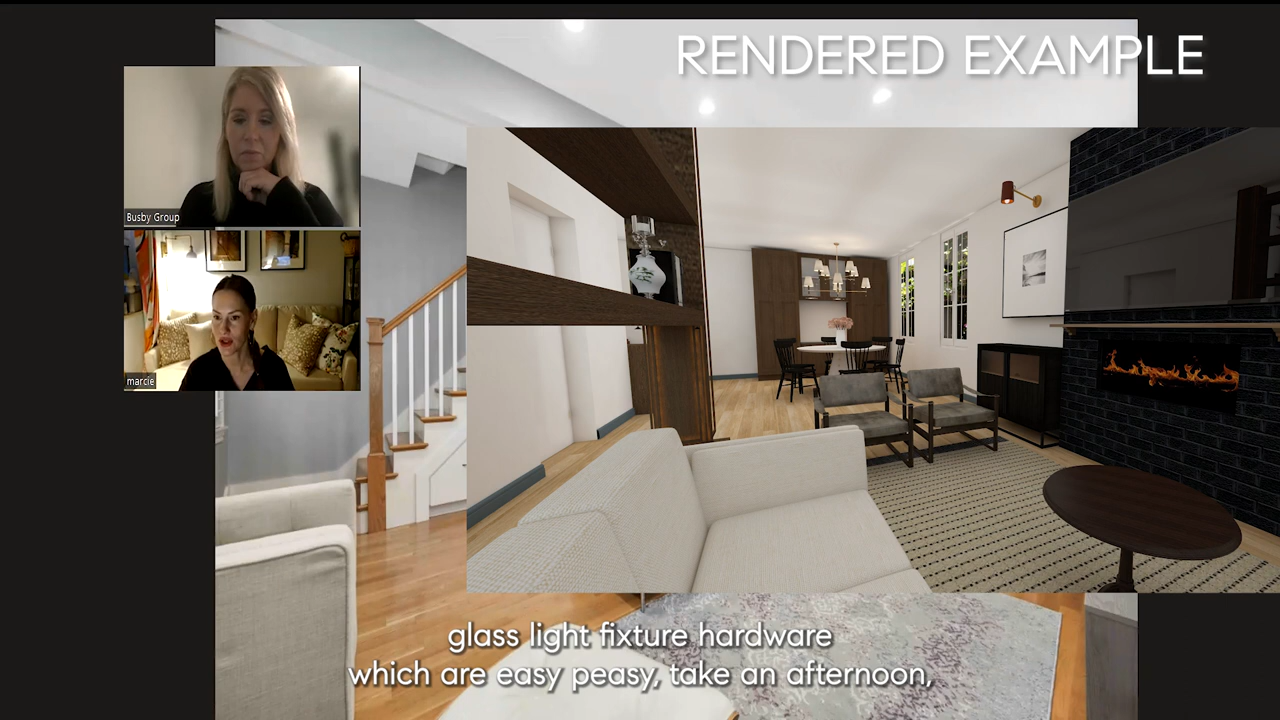 RENDERED EXAMPLE
Busby Group
marcie
glass light fixture hardware
which are easy peasy, take an afternoon,